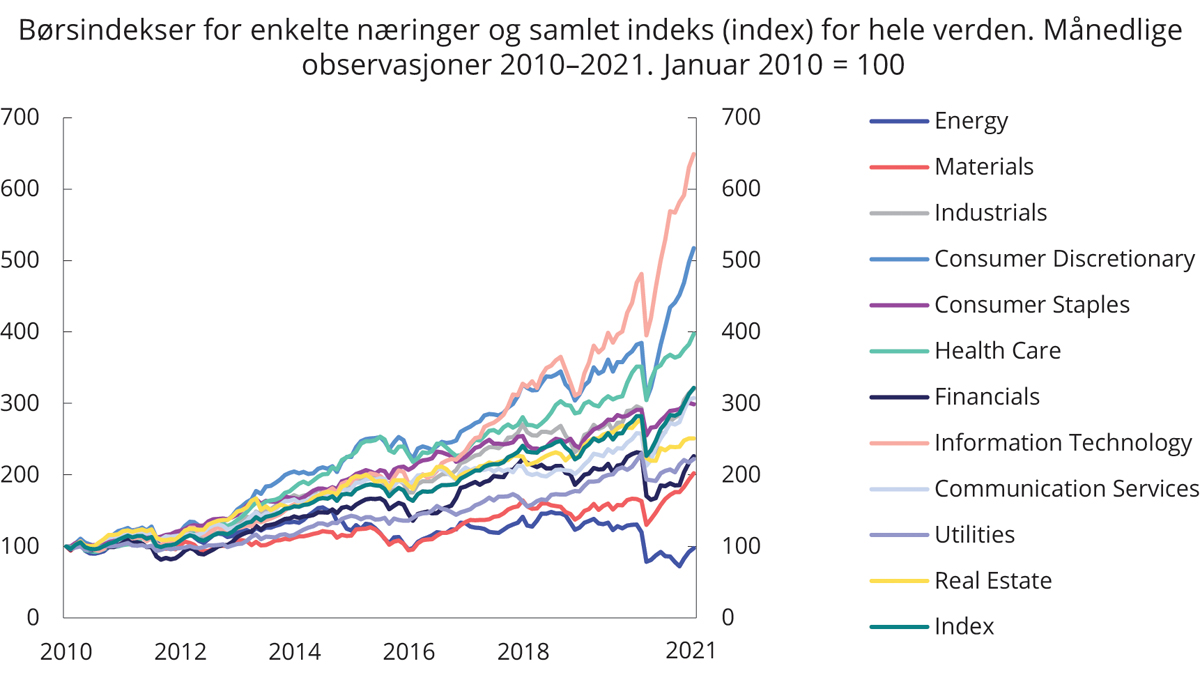 Børsindekser for enkelte næringer og samlet indeks (index) for hele verden. Månedlige
observasjoner 2010–2021. Januar 2010 = 100
700
600
500
400
300
200
100
0
700
600
500
400
300
200
100
0
2010
2012
2014
2016
2018
2021
Energy
Materials
Industrials
Consumer Discretionary
Consumer Staples
Health Care
Financials
Information Technology
Communication Services
Utilities
Real Estate
Index